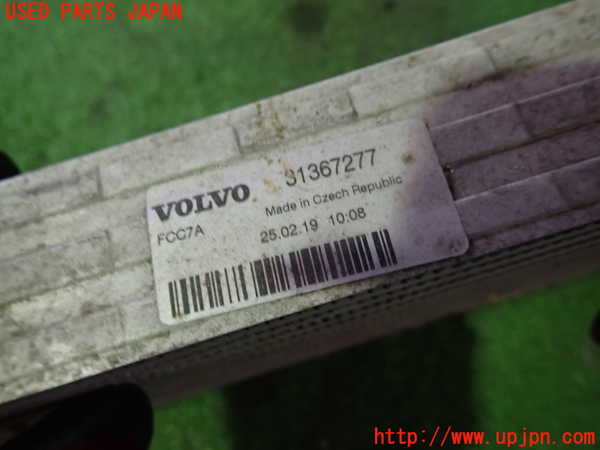 USED PARTS JAPAN
VOLVO 31367277
Made in Czech Republic
FCC7A 25.02.19 10:08
http://www.upjpn.com/